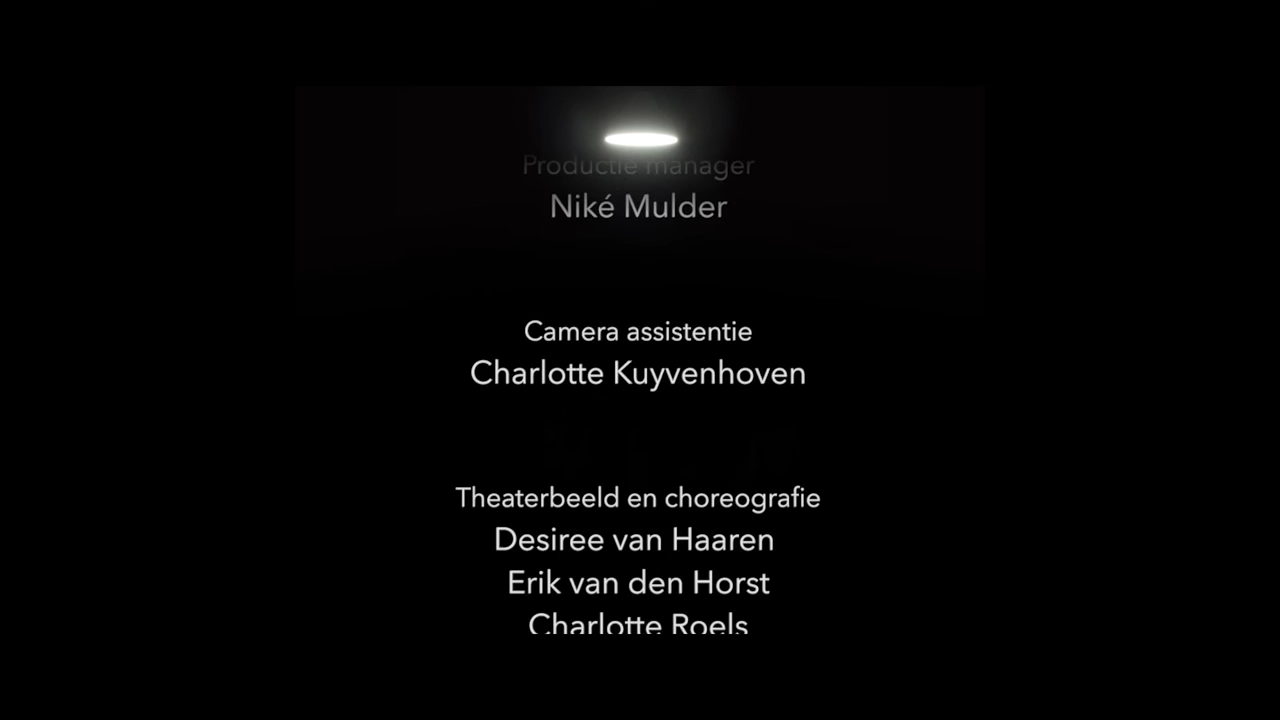 Productie manager
Niké Mulder
Camera assistentie
Charlotte Kuyvenhoven
Theaterbeeld en choreografie
Desiree van Haaren
Erik van den Horst
Charlotte Roels